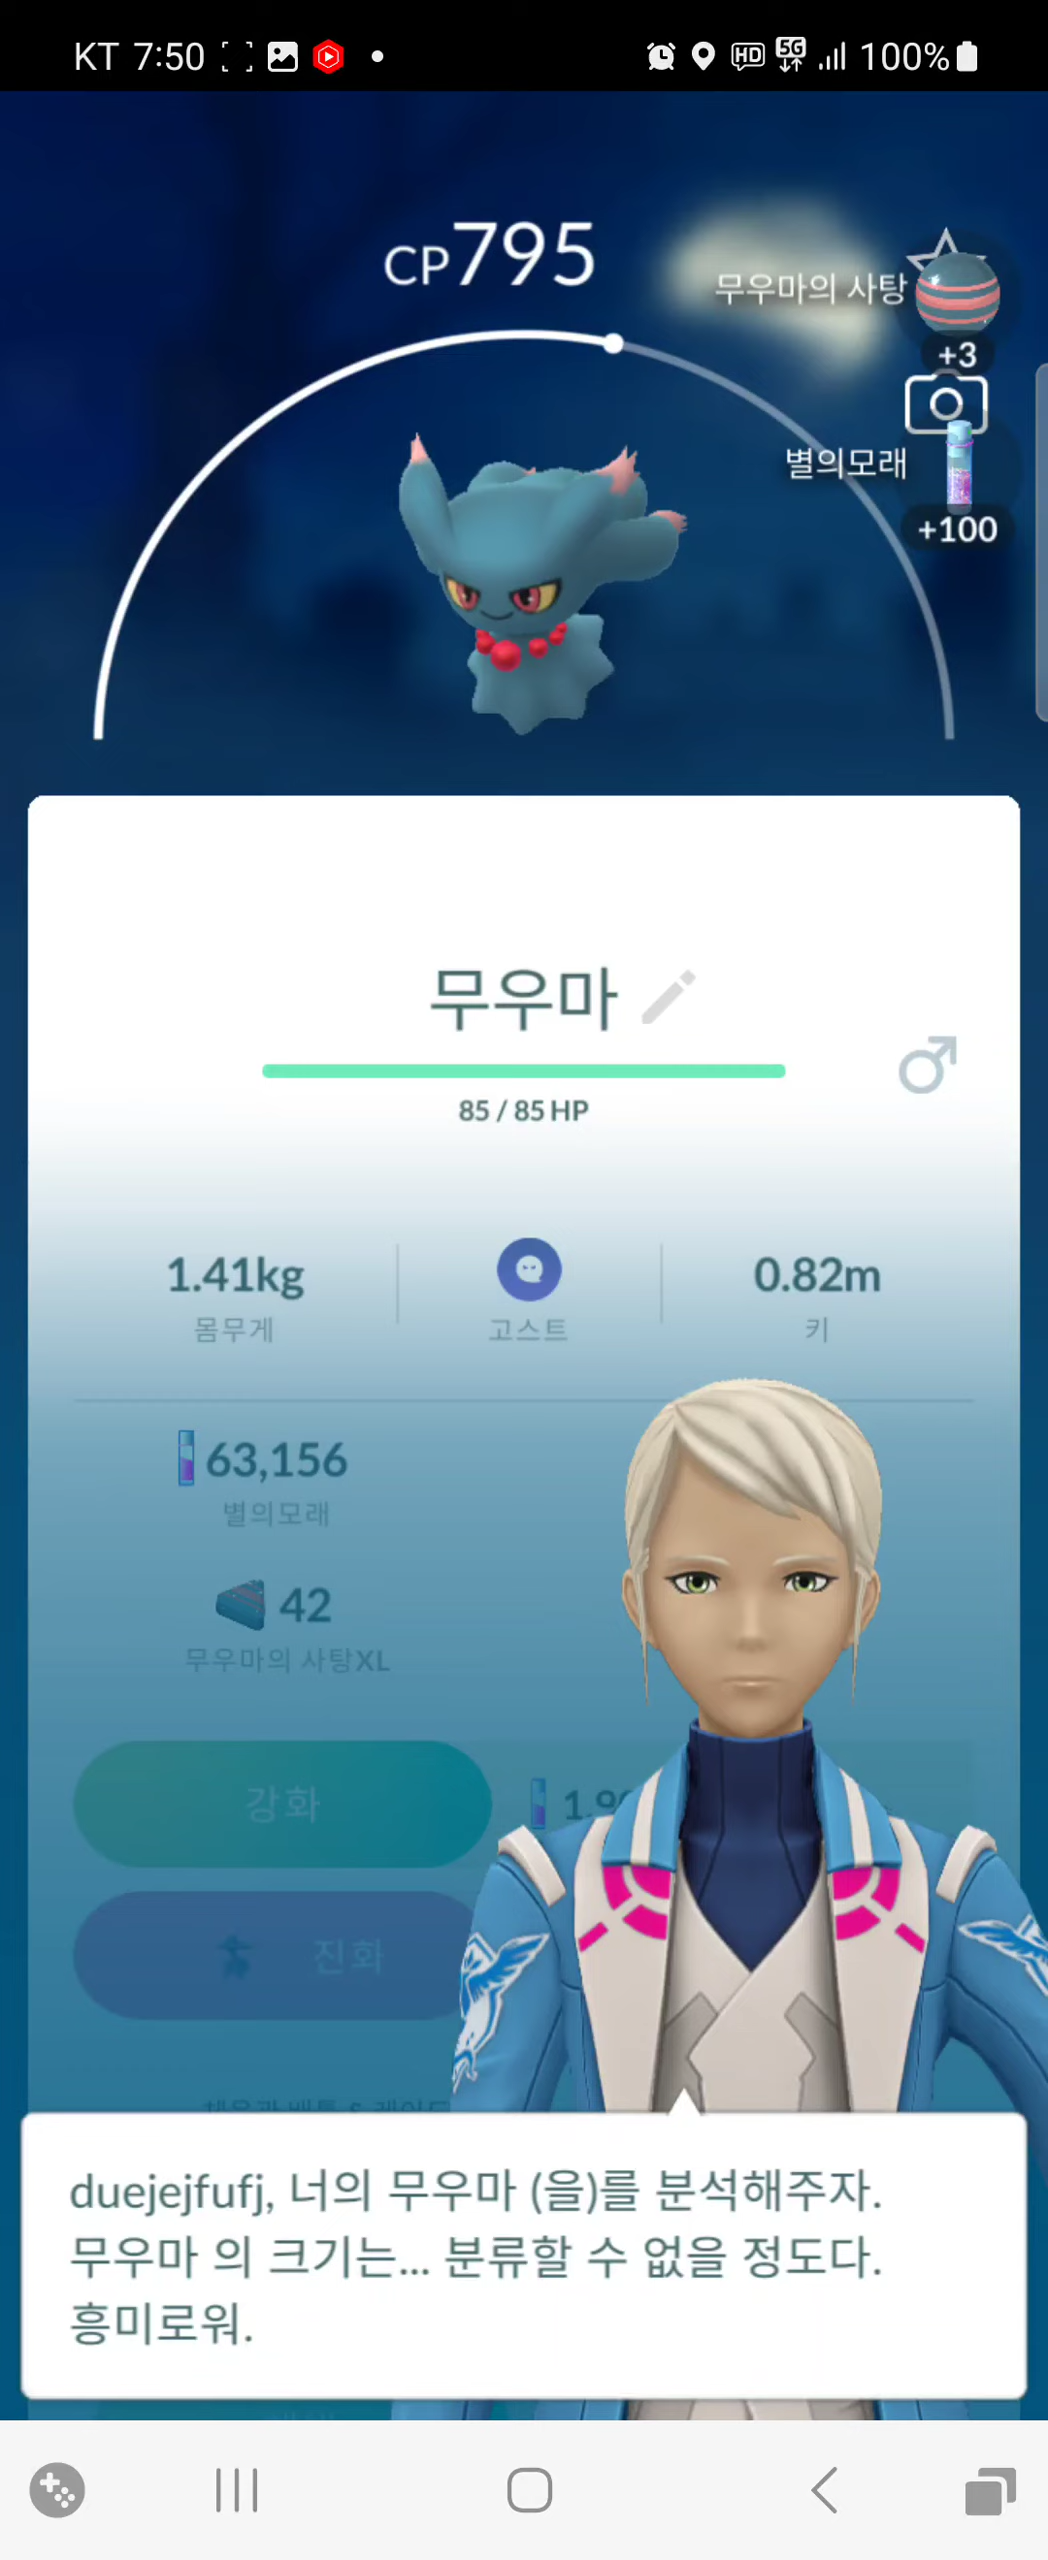 KT 7:50
HD 5G 100%
CP795
무우마의 사탕
+3
별의모래
+100
무우마
85 / 85 HP
1.41kg
몸무게
고스트
0.82m
키
63,156
별의모래
42
무우마의 사탕XL
강화
진화
duejejfufj, 너의 무우마 (을)를 분석해주자.
무우마 의 크기는... 분류할 수 없을 정도다.
흥미로워.